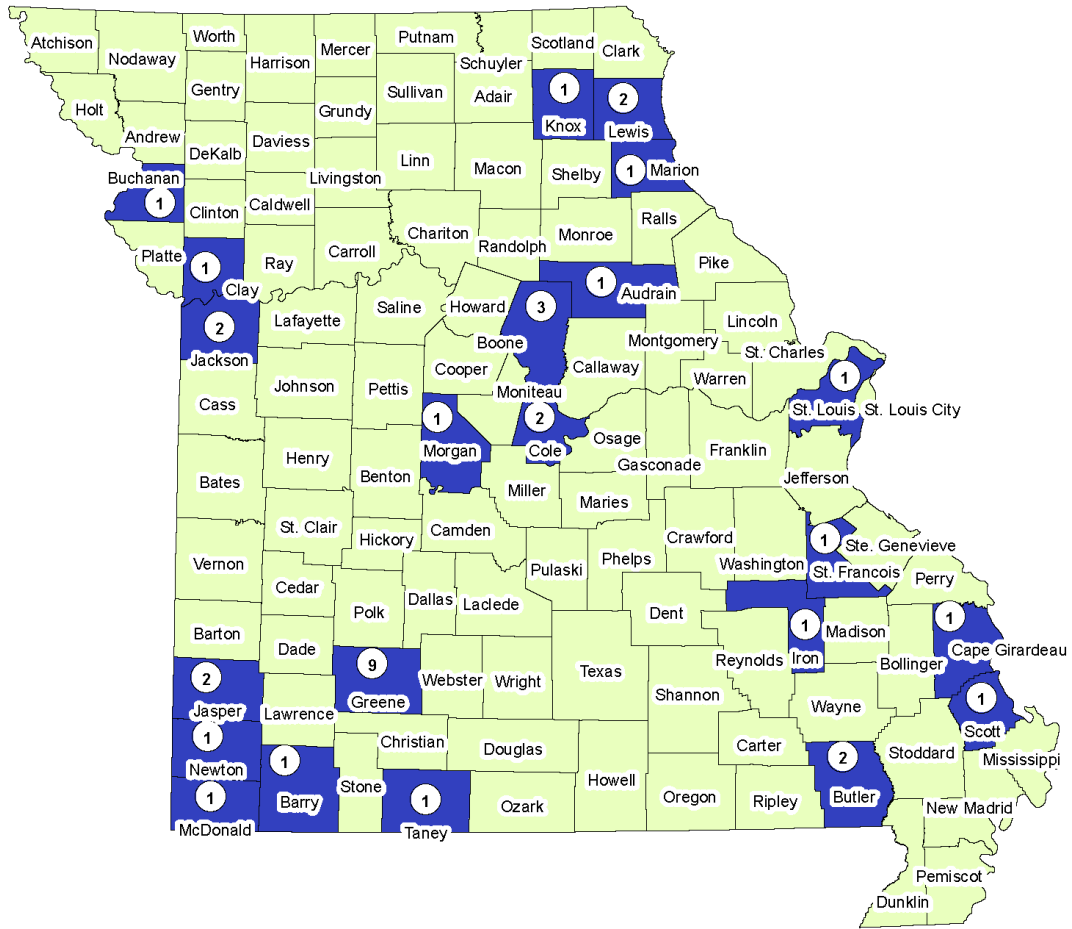 Atchison
Nodaway
Worth
Harrison
Mercer
Putnam
Schuyler
Scotland
Clark
Holt
Gentry
Grundy
Sullivan
Adair
1
Knox
2
Lewis
Andrew
DeKalb
Daviess
Livingston
Linn
Macon
Shelby
1
Marion
Buchanan
1
Clinton
Caldwell
Carroll
Chariton
Randolph
Monroe
Ralls
Platte
1
Clay
Ray
Pike
1
Audrain
2
Jackson
Lafayette
Saline
Howard
3
Boone
Callaway
Montgomery
Lincoln
St. Charles
Warren
1
St. Louis
St. Louis City
Cass
Johnson
Pettis
Cooper
Moniteau
1
Morgan
2
Cole
Osage
Gasconade
Franklin
Jefferson
Bates
Henry
Benton
Miller
Maries
St. Clair
Hickory
Camden
Pulaski
Phelps
Crawford
Washington
1
St. Francois
Ste. Genevieve
Perry
Vernon
Cedar
Polk
Dallas
Laclede
Dent
1
Iron
Madison
Bollinger
1
Cape Girardeau
Barton
Dade
9
Greene
Webster
Wright
Texas
Shannon
Reynolds
Wayne
1
Scott
2
Jasper
Lawrence
Christian
Douglas
Howell
Carter
Stoddard
Mississippi
1
Newton
1
Barry
Stone
1
Taney
Ozark
Oregon
Ripley
2
Butler
New Madrid
1
McDonald
Pemiscot
Dunklin